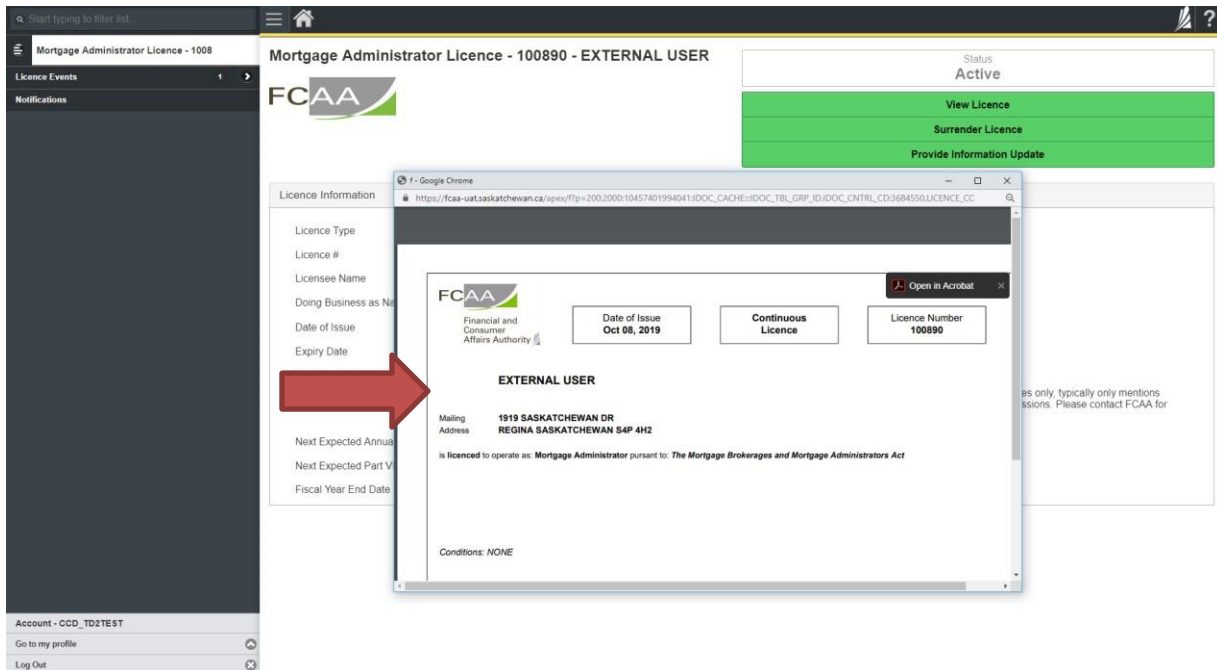 Start typing to filter list...
?
Mortgage Administrator Licence - 1008
Licence Events 1
Notifications
Account - CCD_TD2TEST
Go to my profile
Log Out
Mortgage Administrator Licence - 100890 - EXTERNAL USER
FCAA
Status
Active
View Licence
Surrender Licence
Provide Information Update
Licence Information
Licence Type
Licence #
Licensee Name
Doing Business as Na
Date of Issue
Expiry Date
es only, typically only mentions
ssions. Please contact FCAA for
Next Expected Annua
Next Expected Part V
Fiscal Year End Date
f - Google Chrome
https://fcaa-uat.saskatchewan.ca/apex/f?p=200:2000:10457401994041:IDOC_CACHE:::IDOC_TBL_GRP_ID,IDOC_CNTRL_CD:3684550,LICENCE_CC
Open in Acrobat
FCAA
Financial and
Consumer
Affairs Authority
Date of Issue
Oct 08, 2019
Continuous
Licence
Licence Number
100890
EXTERNAL USER
Mailing 1919 SASKATCHEWAN DR
Address REGINA SASKATCHEWAN S4P 4H2
is licenced to operate as: Mortgage Administrator pursuant to: The Mortgage Brokerages and Mortgage Administrators Act
Conditions: NONE